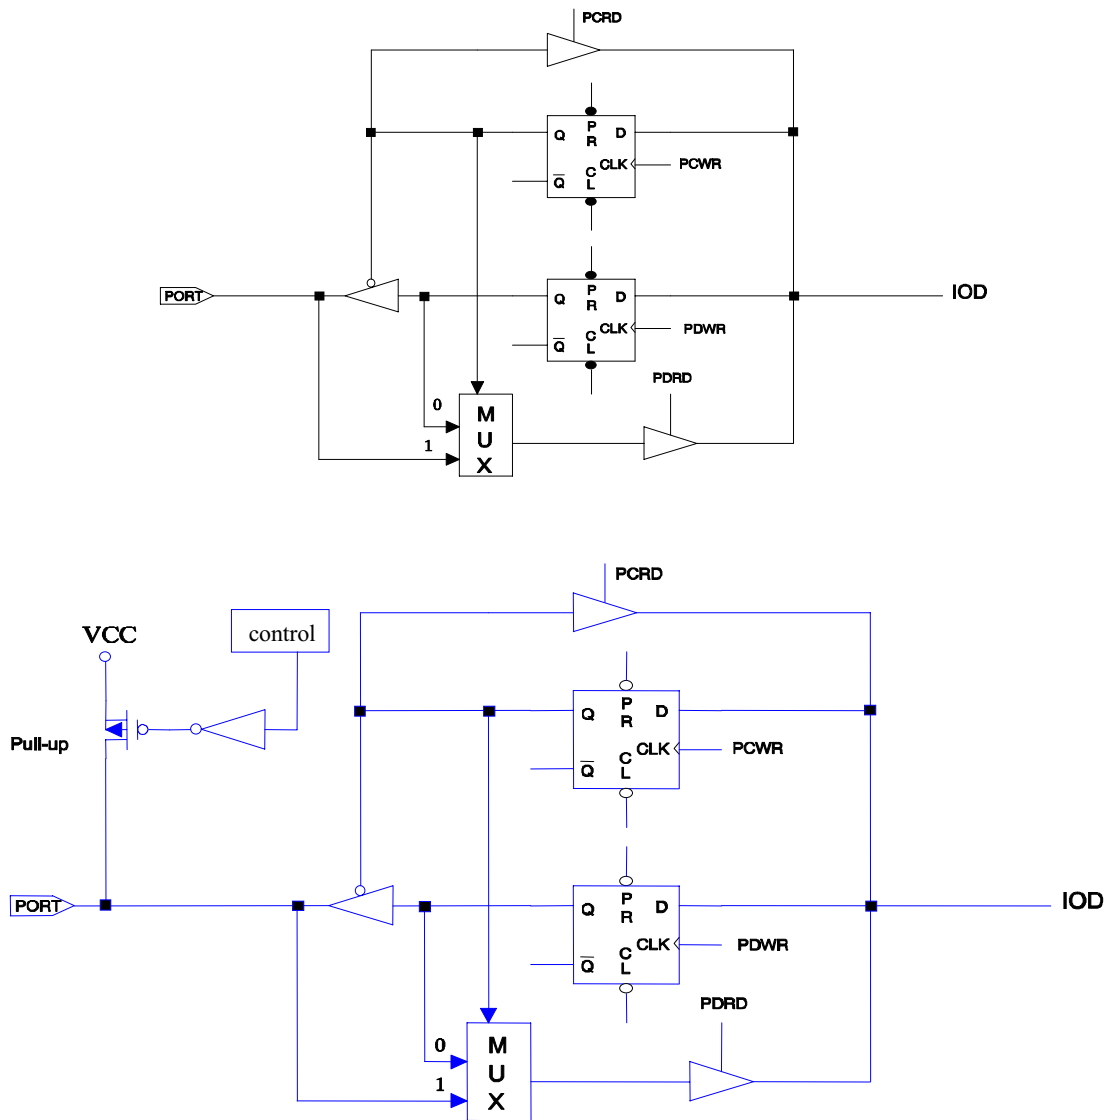 PCRD
Q
P
R
D
CLK
PCWR
Q
C
L
PORT
Q
P
R
D
IOD
CLK
PDWR
Q
C
L
PDRD
0
1
M
U
X
PCRD
VCC
control
Q
P
R
D
Pull-up
CLK
PCWR
Q
C
L
PORT
Q
P
R
D
IOD
CLK
PDWR
Q
C
L
PDRD
0
1
M
U
X